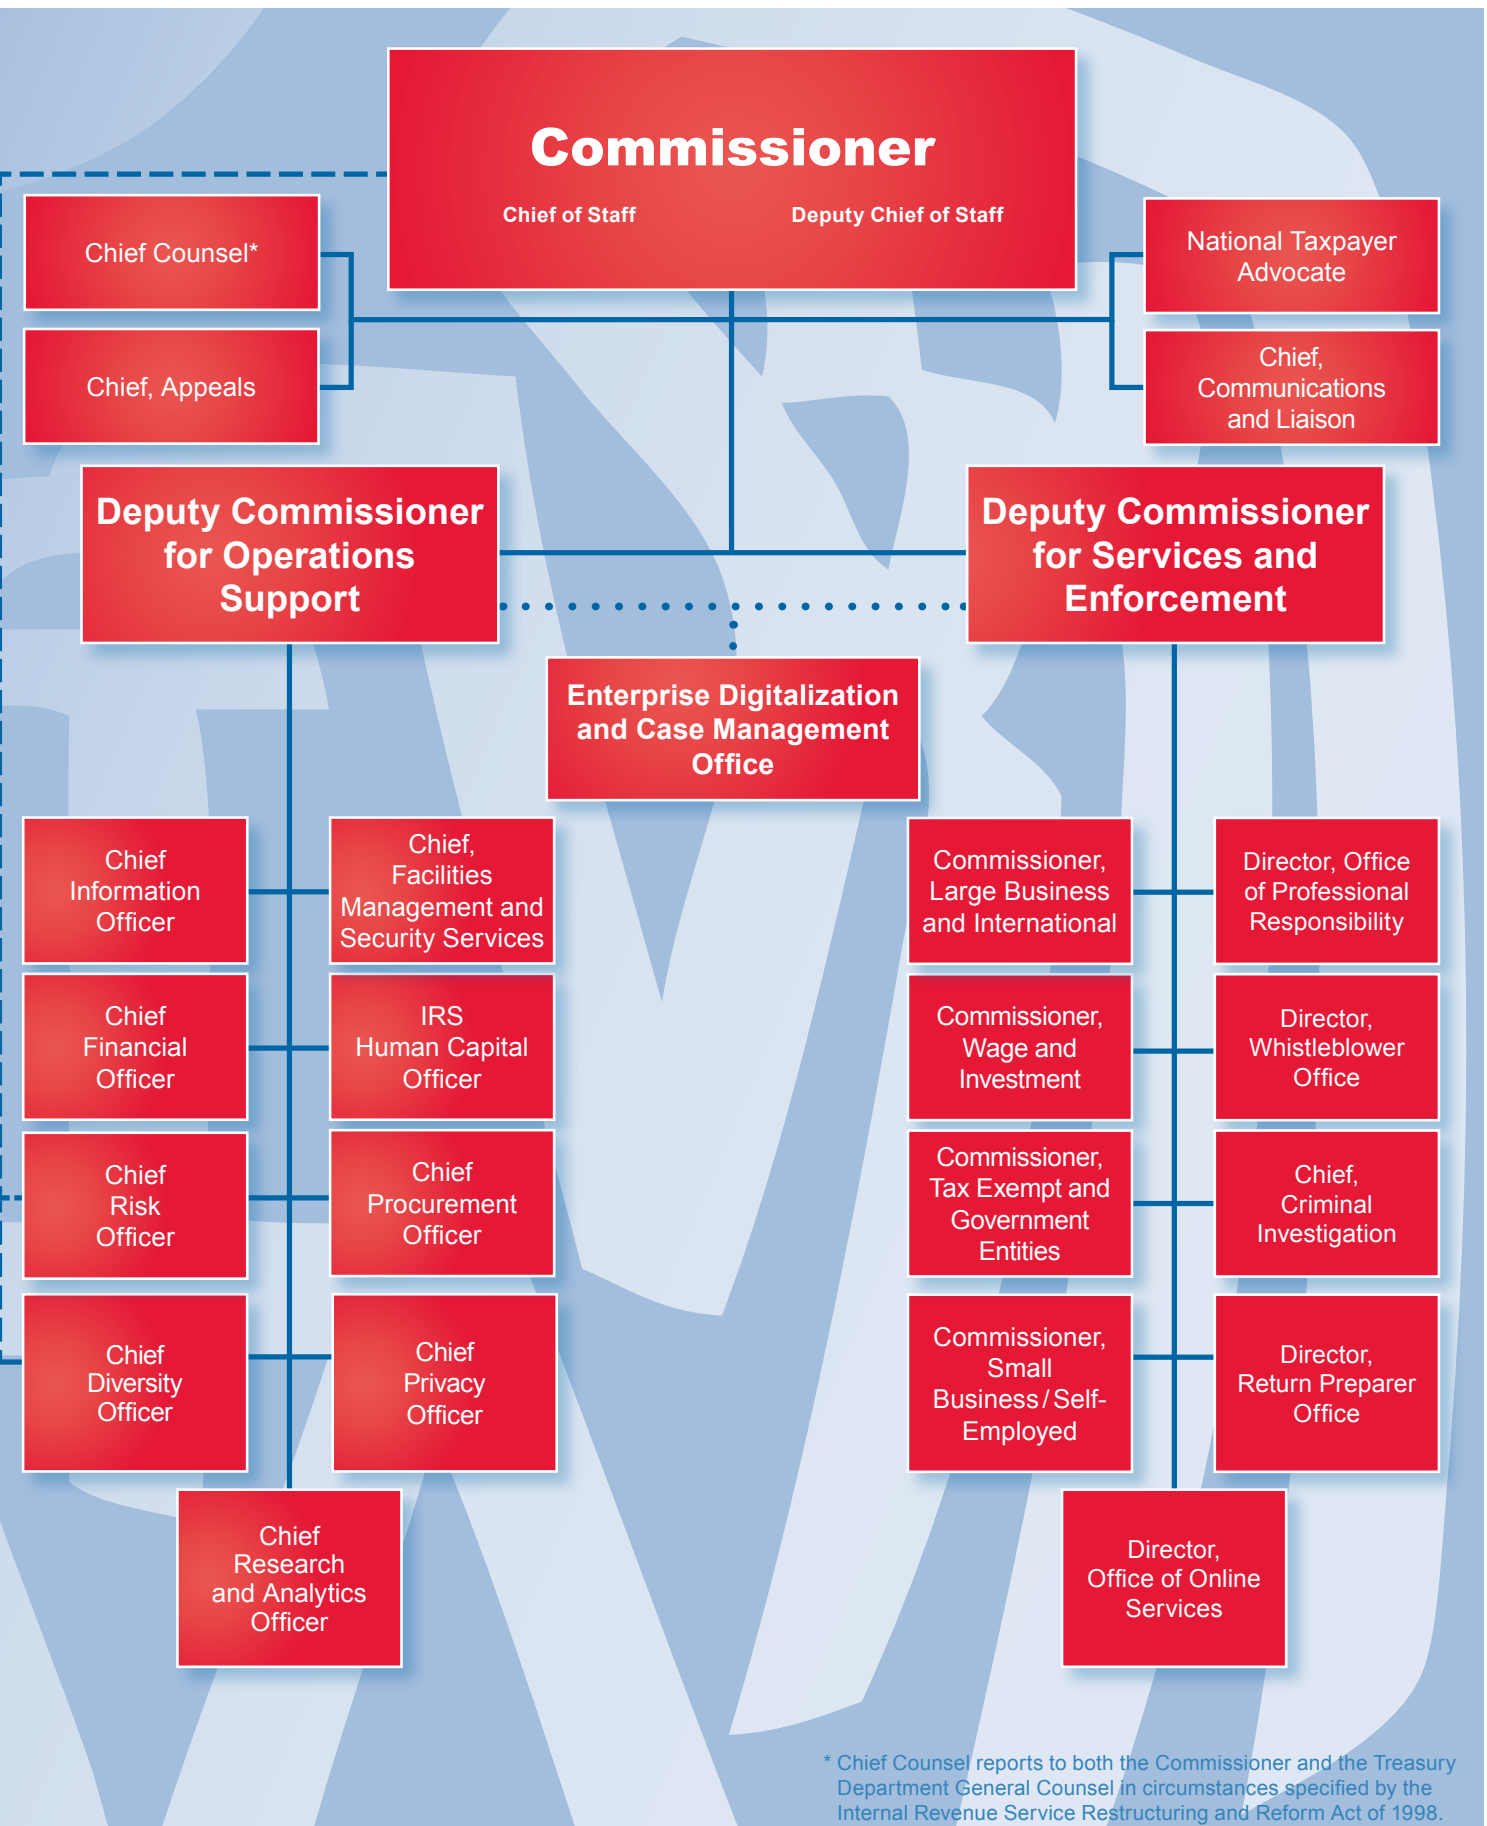 Commissioner
Chief of Staff
Deputy Chief of Staff
Chief Counsel*
National Taxpayer
Advocate
Chief, Appeals
Chief,
Communications
and Liaison
Deputy Commissioner
for Operations
Support
Deputy Commissioner
for Services and
Enforcement
Enterprise Digitalization
and Case Management
Office
Chief
Information
Officer
Chief,
Facilities
Management and
Security Services
Commissioner,
Large Business
and International
Director, Office
of Professional
Responsibility
Chief
Financial
Officer
IRS
Human Capital
Officer
Commissioner,
Wage and
Investment
Director,
Whistleblower
Office
Chief
Risk
Officer
Chief
Procurement
Officer
Commissioner,
Tax Exempt and
Government
Entities
Chief,
Criminal
Investigation
Chief
Diversity
Officer
Chief
Privacy
Officer
Commissioner,
Small
Business / Self-
Employed
Director,
Return Preparer
Office
Chief
Research
and Analytics
Officer
Director,
Office of Online
Services
* Chief Counsel reports to both the Commissioner and the Treasury
Department General Counsel in circumstances specified by the
Internal Revenue Service Restructuring and Reform Act of 1998.